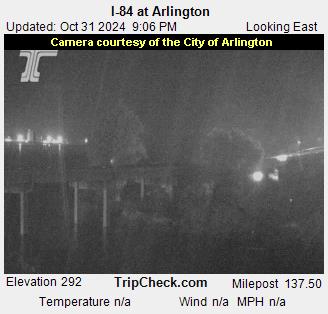 I-84 at Arlington
Updated: Oct 31 2024 9:06 PM Looking East
Camera courtesy of the City of Arlington
Elevation 292 TripCheck.com Milepost 137.50
Temperature n/a Wind n/a MPH n/a